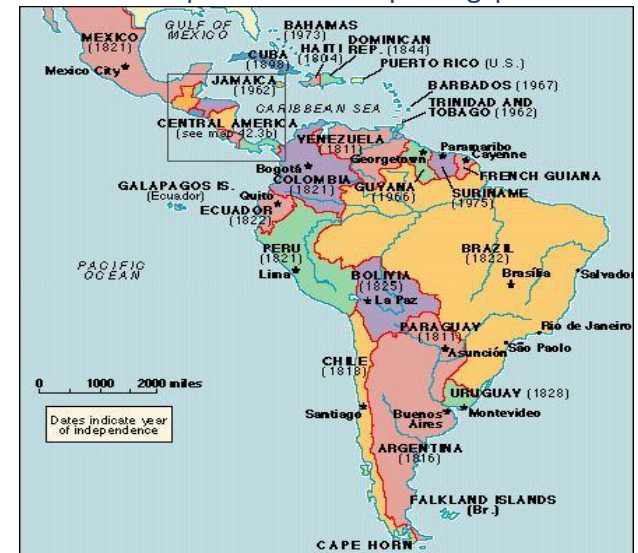 GULF OF
MEXICO
BAHAMAS
(1973)
MEXICO
(1821)
Mexico City
CUBA
(1898)
HAITI
(1804)
DOMINICAN
REP. (1844)
PUERTO RICO (U.S.)
JAMAICA
(1962)
BARBADOS (1967)
CARIBBEAN SEA
TRINIDAD AND
TOBAGO (1962)
CENTRAL AMERICA
(see map 42.3b)
VENEZUELA
(1811)
Georgetown
Paramaribo
Cayenne
FRENCH GUIANA
Bogotá
COLOMBIA
(1821)
GUYANA
(1966)
SURINAME
(1975)
GALAPAGOS IS.
(Ecuador)
Quito
ECUADOR
(1822)
PERU
(1821)
Lima
BRAZIL
(1822)
Brasília
Salvador
PACIFIC
OCEAN
BOLIVIA
(1825)
La Paz
PARAGUAY
(1811)
Asunción
Rio de Janeiro
São Paolo
CHILE
(1818)
0 1000 2000 miles
URUGUAY (1828)
Dates indicate year
of independence
Santiago
Buenos
Aires
Montevideo
ARGENTINA
(1816)
FALKLAND ISLANDS
(Br.)
CAPE HORN